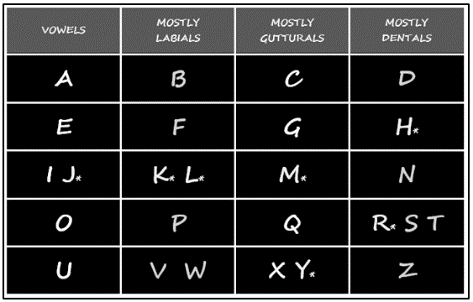 VOWELS MOSTLY LABIALS MOSTLY GUTTURALS MOSTLY DENTALS
A B C D
E F G H*
I J* K* L* M* N
O P Q R* S T
U V W X Y* Z